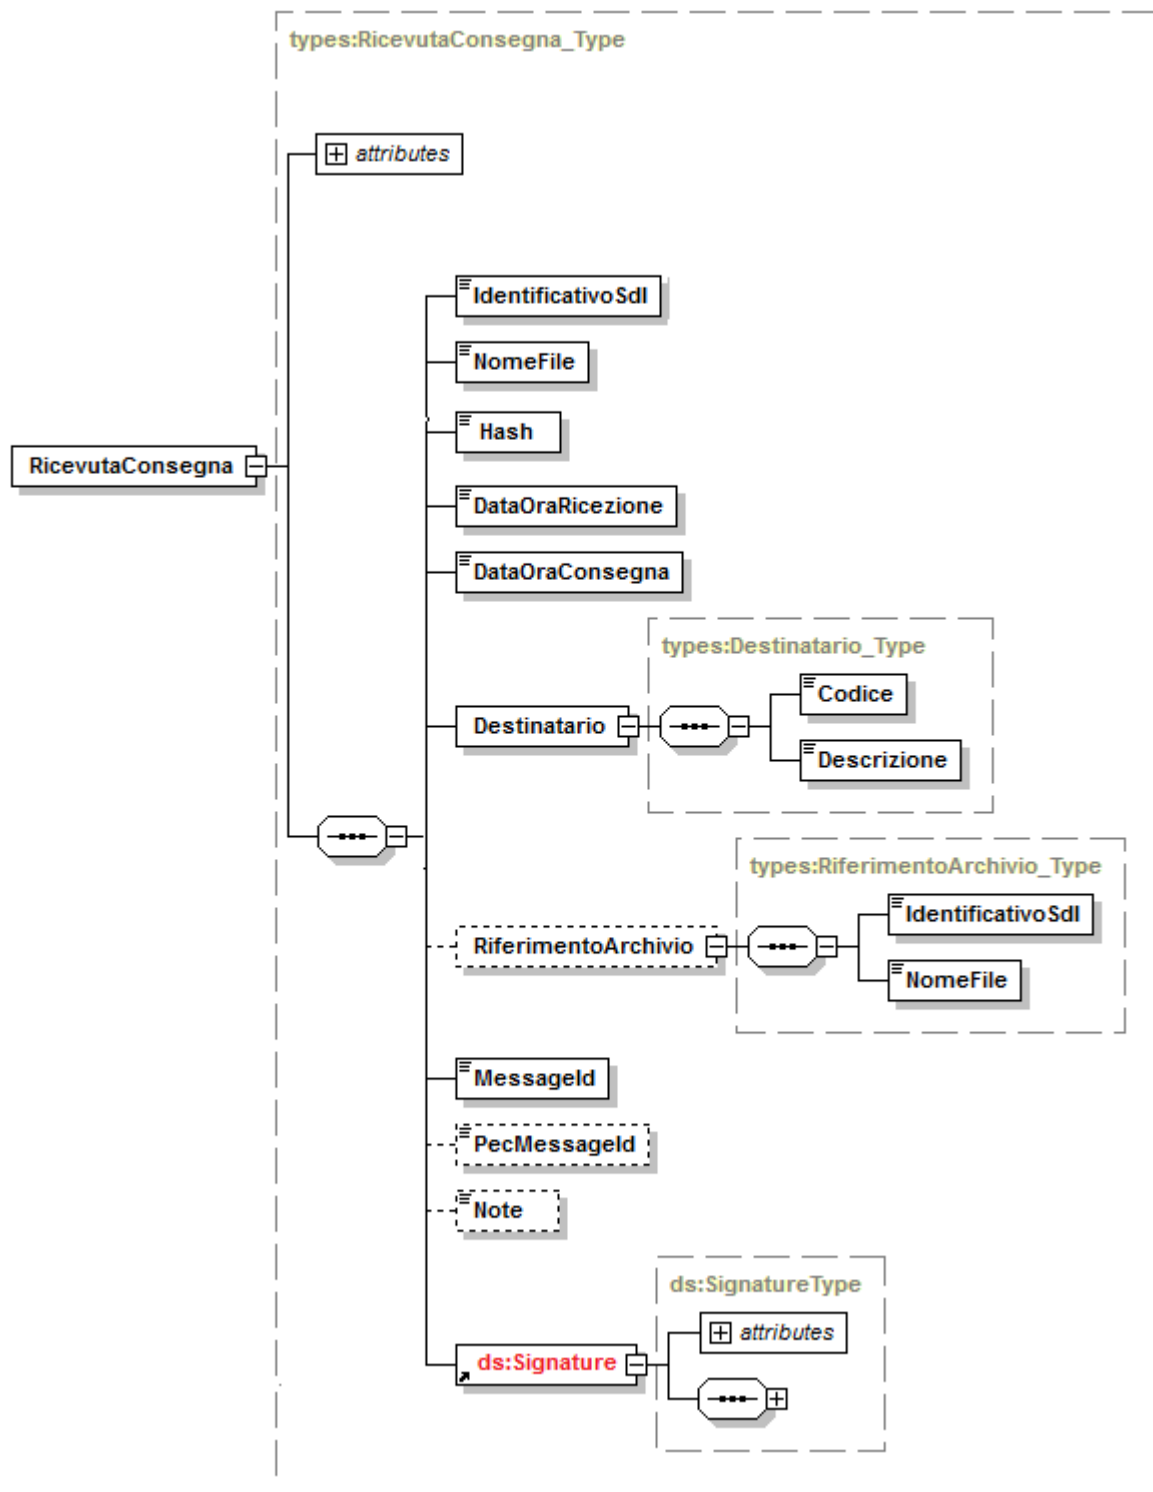 types:RicevutaConsegna_Type
attributes
IdentificativoSdI
NomeFile
Hash
RicevutaConsegna
DataOraRicezione
DataOraConsegna
types:Destinatario_Type
Codice
Destinatario
Descrizione
types:RiferimentoArchivio_Type
IdentificativoSdI
RiferimentoArchivio
NomeFile
MessageId
PecMessageId
Note
ds:SignatureType
attributes
ds:Signature